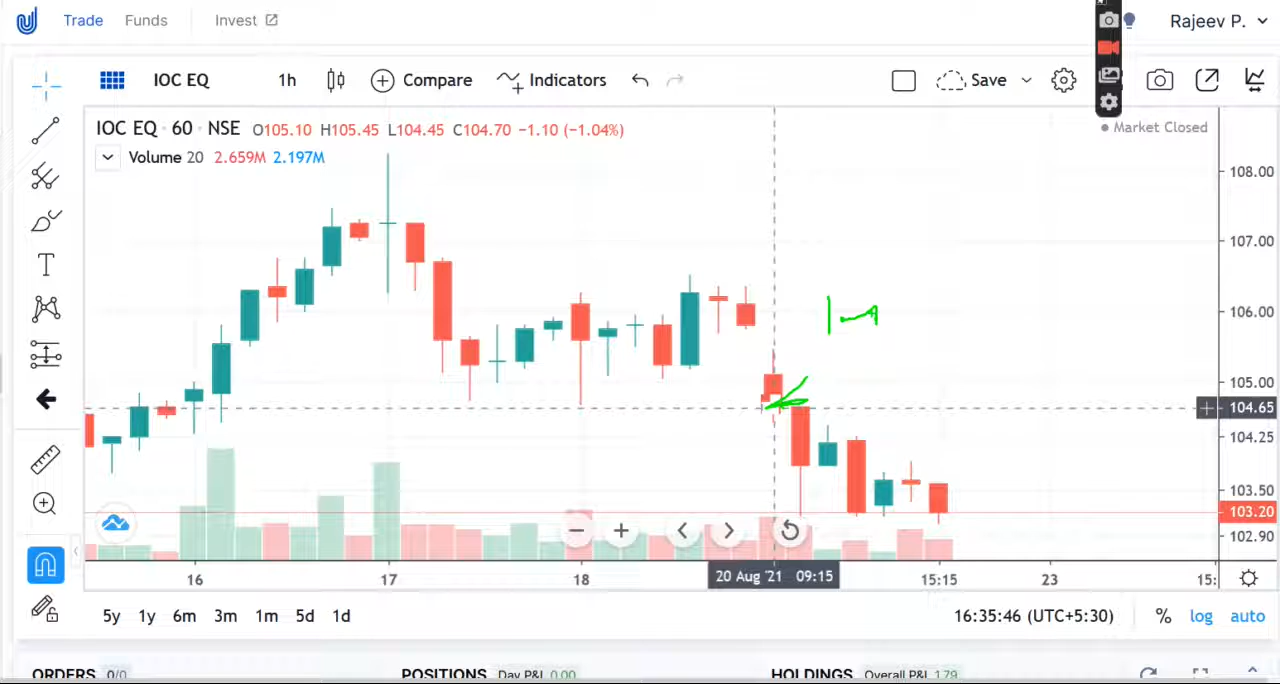 Trade Funds Invest Rajeev P.
IOC EQ 1h Compare Indicators Save
IOC EQ · 60 · NSE O105.10 H105.45 L104.45 C104.70 −1.10 (−1.04%)
Market Closed
Volume 20 2.659M 2.197M
108.00
107.00
106.00
105.00
104.65
104.25
103.50
103.20
102.90
16 17 18 20 Aug '21 09:15 15:15 23 15:
5y 1y 6m 3m 1m 5d 1d 16:35:46 (UTC+5:30) % log auto
ORDERS 0/0 POSITIONS Day P&L 0.00 HOLDINGS Overall P&L 1.79